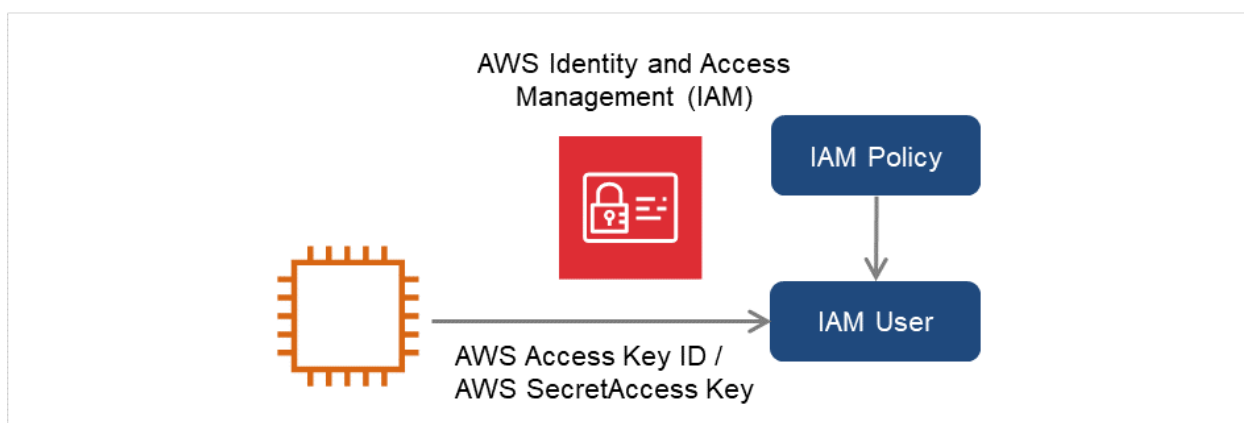 AWS Identity and Access
Management (IAM)
IAM Policy
IAM User
AWS Access Key ID /
AWS SecretAccess Key